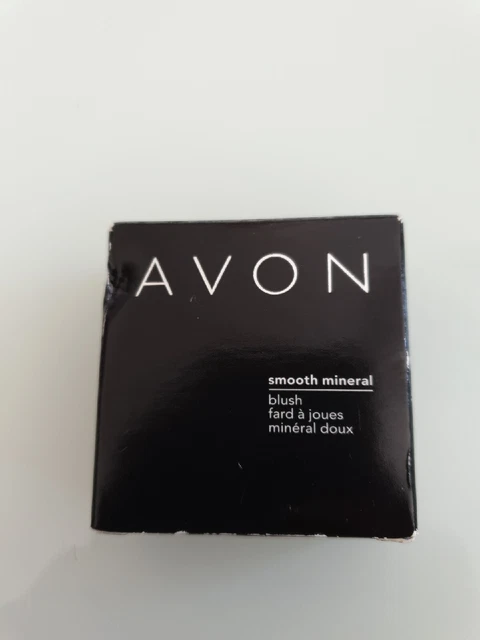 AVON
smooth mineral
blush
fard à joues
minéral doux